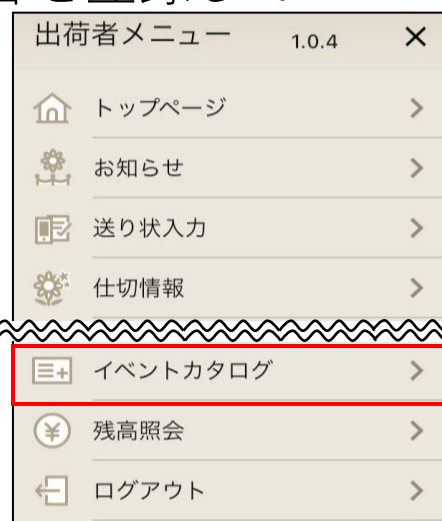 出荷者メニュー 1.0.4 ×
トップページ
お知らせ
送り状入力
仕切情報
イベントカタログ
残高照会
ログアウト